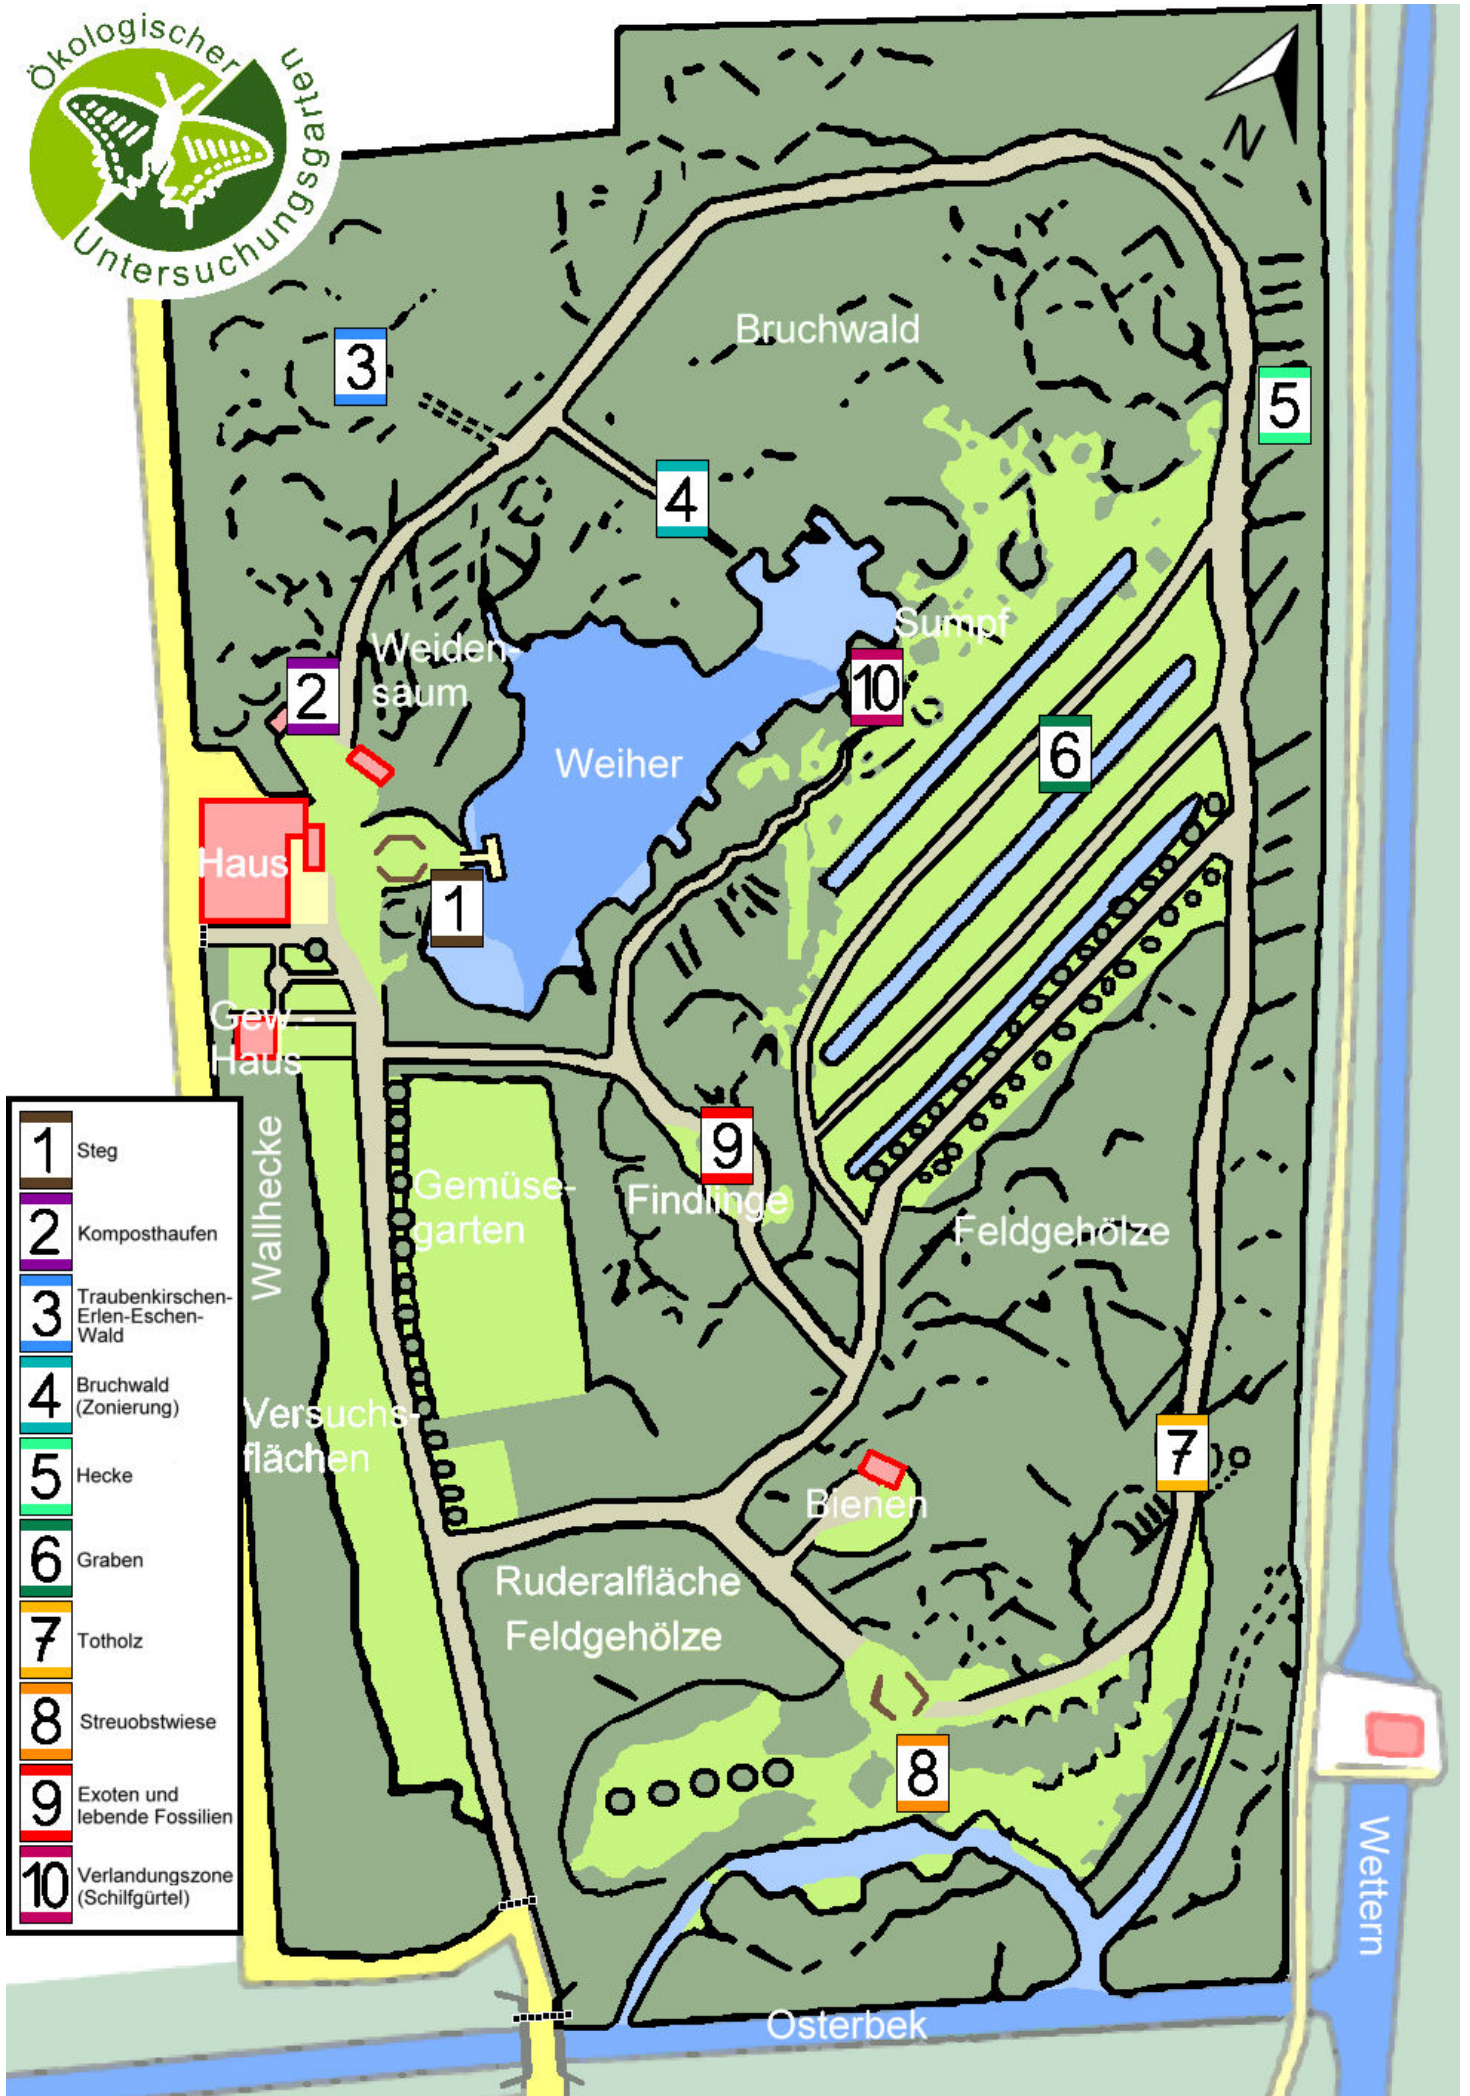 Ökologischer
Untersuchungsgarten
N
Bruchwald
3
5
4
Sumpf
Weiden-
saum
2
10
6
Weiher
Haus
1
Gew.-
Haus
Wallhecke
9
Gemüse-
garten
Findlinge
Feldgehölze
Versuchs-
flächen
7
Bienen
Ruderalfläche
Feldgehölze
8
Wettern
Osterbek
1 Steg
2 Komposthaufen
3 Traubenkirschen-
Erlen-Eschen-
Wald
4 Bruchwald
(Zonierung)
5 Hecke
6 Graben
7 Totholz
8 Streuobstwiese
9 Exoten und
lebende Fossilien
10 Verlandungszone
(Schilfgürtel)